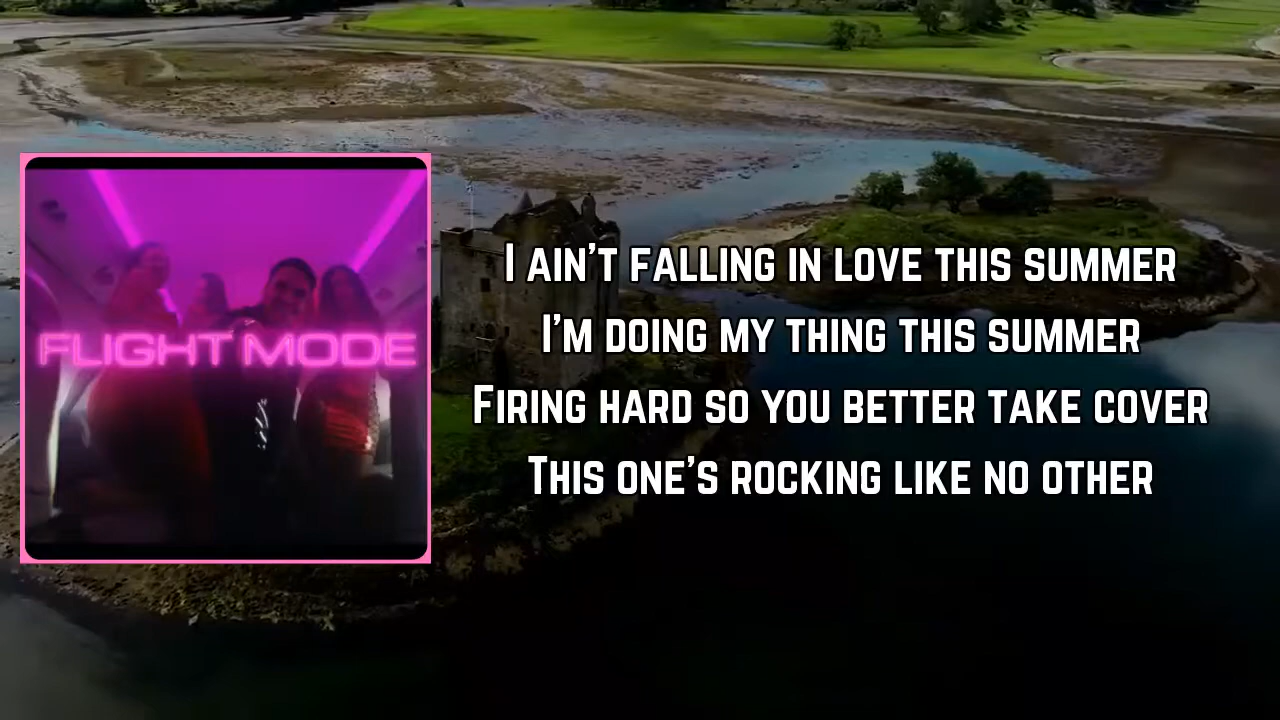 FLIGHT MODE
I AIN'T FALLING IN LOVE THIS SUMMER
I'M DOING MY THING THIS SUMMER
FIRING HARD SO YOU BETTER TAKE COVER
THIS ONE'S ROCKING LIKE NO OTHER